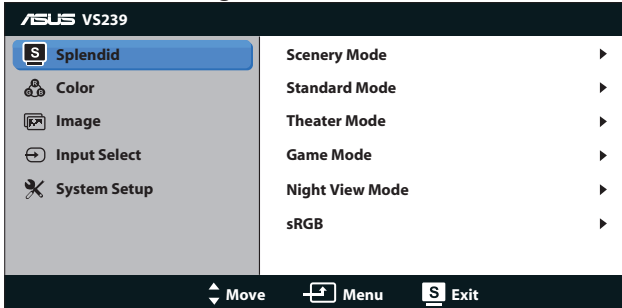 ASUS VS239
S Splendid
Color
Image
Input Select
System Setup
Scenery Mode
Standard Mode
Theater Mode
Game Mode
Night View Mode
sRGB
Move Menu S Exit